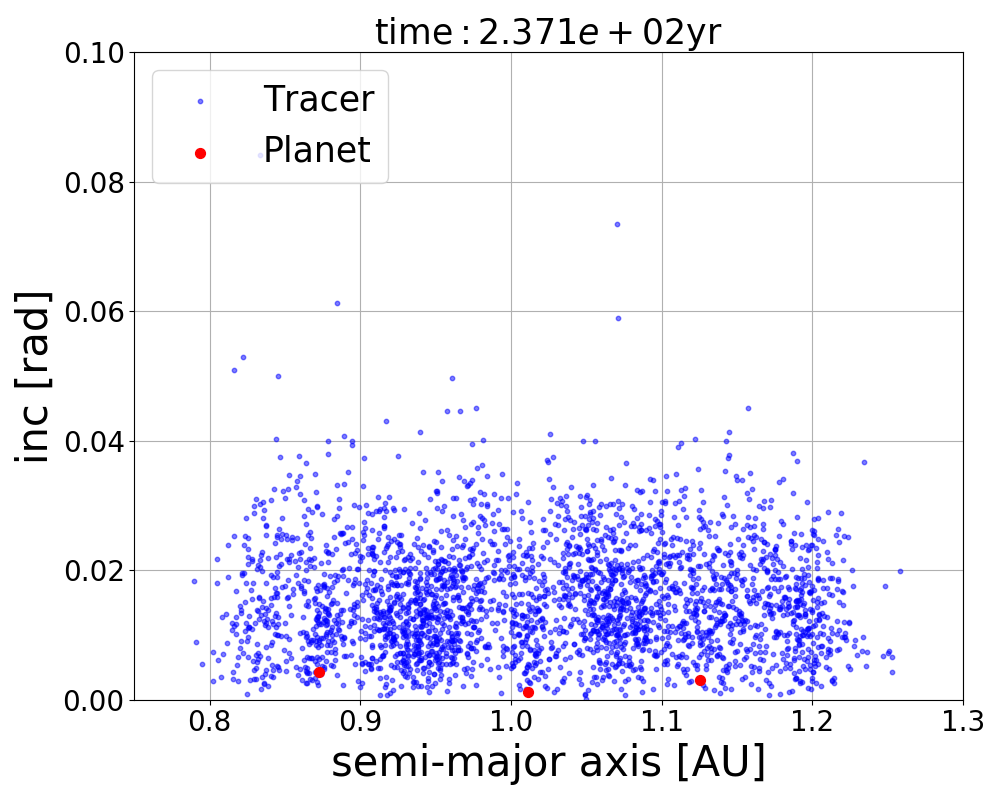 time : 2.371e + 02yr
0.10
0.08
0.06
0.04
0.02
0.00
inc [rad]
Tracer
Planet
0.8 0.9 1.0 1.1 1.2 1.3
semi-major axis [AU]